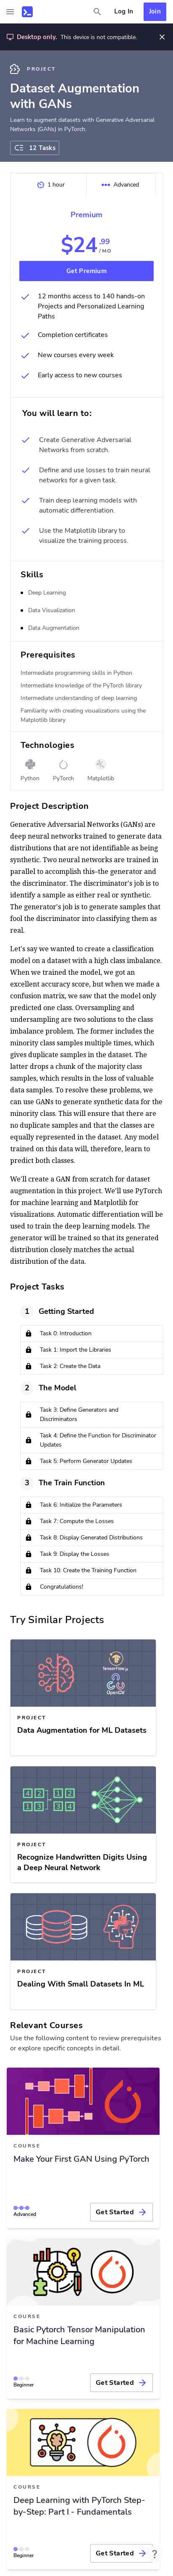 Log In
Join
Desktop only. This device is not compatible.
PROJECT
Dataset Augmentation
with GANs
Learn to augment datasets with Generative Adversarial
Networks (GANs) in PyTorch.
12 Tasks
1 hour
Advanced
Premium
$24.99
/MO
Get Premium
12 months access to 140 hands-on
Projects and Personalized Learning
Paths
Completion certificates
New courses every week
Early access to new courses
You will learn to:
Create Generative Adversarial
Networks from scratch.
Define and use losses to train neural
networks for a given task.
Train deep learning models with
automatic differentiation.
Use the Matplotlib library to
visualize the training process.
Skills
Deep Learning
Data Visualization
Data Augmentation
Prerequisites
Intermediate programming skills in Python
Intermediate knowledge of the PyTorch library
Intermediate understanding of deep learning
Familiarity with creating visualizations using the
Matplotlib library
Technologies
Python
PyTorch
Matplotlib
Project Description
Generative Adversarial Networks (GANs) are
deep neural networks trained to generate data
distributions that are not identifiable as being
synthetic. Two neural networks are trained in
parallel to accomplish this–the generator and
the discriminator. The discriminator's job is to
identify a sample as either real or synthetic.
The generator's job is to generate samples that
fool the discriminator into classifying them as
real.
Let's say we wanted to create a classification
model on a dataset with a high class imbalance.
When we trained the model, we got an
excellent accuracy score, but when we made a
confusion matrix, we saw that the model only
predicted one class. Oversampling and
undersampling are two solutions to the class
imbalance problem. The former includes the
minority class samples multiple times, which
gives duplicate samples in the dataset. The
latter drops a chunk of the majority class
samples, which results in the loss of valuable
data samples. To resolve these problems, we
can use GANs to generate synthetic data for the
minority class. This will ensure that there are
no duplicate samples and that the classes are
equally present in the dataset. Any model
trained on this data will, therefore, learn to
predict both classes.
We'll create a GAN from scratch for dataset
augmentation in this project. We'll use PyTorch
for machine learning and Matplotlib for
visualizations. Automatic differentiation will be
used to train the deep learning models. The
generator will be trained so that its generated
distribution closely matches the actual
distribution of the data.
Project Tasks
1 Getting Started
Task 0: Introduction
Task 1: Import the Libraries
Task 2: Create the Data
2 The Model
Task 3: Define Generators and
Discriminators
Task 4: Define the Function for Discriminator
Updates
Task 5: Perform Generator Updates
3 The Train Function
Task 6: Initialize the Parameters
Task 7: Compute the Losses
Task 8: Display Generated Distributions
Task 9: Display the Losses
Task 10: Create the Training Function
Congratulations!
Try Similar Projects
TensorFlow
OpenCV
PROJECT
Data Augmentation for ML Datasets
4 2 1 2
1 3 3 4
PROJECT
Recognize Handwritten Digits Using
a Deep Neural Network
PROJECT
Dealing With Small Datasets In ML
Relevant Courses
Use the following content to review prerequisites
or explore specific concepts in detail.
COURSE
Make Your First GAN Using PyTorch
Advanced
Get Started
COURSE
Basic Pytorch Tensor Manipulation
for Machine Learning
Beginner
Get Started
COURSE
Deep Learning with PyTorch Step-
by-Step: Part I - Fundamentals
Beginner
Get Started
?